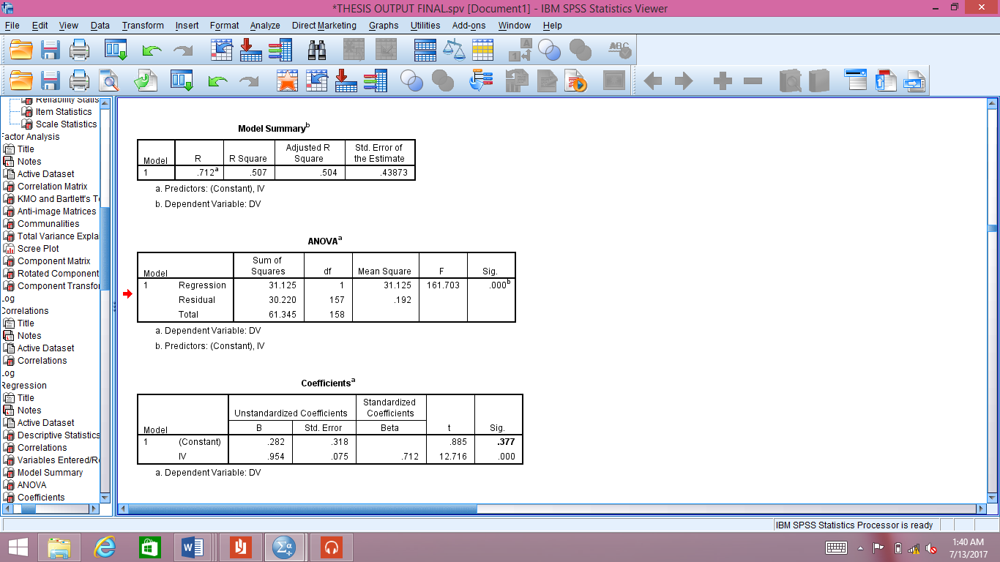 *THESIS OUTPUT FINAL.spv [Document1] - IBM SPSS Statistics Viewer
File Edit View Data Transform Insert Format Analyze Direct Marketing Graphs Utilities Add-ons Window Help
Reliability Statis
Item Statistics
Scale Statistics
Factor Analysis
Title
Notes
Active Dataset
Correlation Matrix
KMO and Bartlett's Te
Anti-image Matrices
Communalities
Total Variance Expla
Scree Plot
Component Matrix
Rotated Component
Component Transfor
Log
Correlations
Title
Notes
Active Dataset
Correlations
Log
Regression
Title
Notes
Active Dataset
Descriptive Statistics
Correlations
Variables Entered/Re
Model Summary
ANOVA
Coefficients
Model Summaryb
Model R R Square Adjusted R Square Std. Error of the Estimate
1 .712a .507 .504 .43873
a. Predictors: (Constant), IV
b. Dependent Variable: DV
ANOVAa
Model Sum of Squares df Mean Square F Sig.
1 Regression 31.125 1 31.125 161.703 .000b
Residual 30.220 157 .192
Total 61.345 158
a. Dependent Variable: DV
b. Predictors: (Constant), IV
Coefficientsa
Unstandardized Coefficients Standardized Coefficients
Model B Std. Error Beta t Sig.
1 (Constant) .282 .318 .885 .377
IV .954 .075 .712 12.716 .000
a. Dependent Variable: DV
IBM SPSS Statistics Processor is ready
1:40 AM
7/13/2017